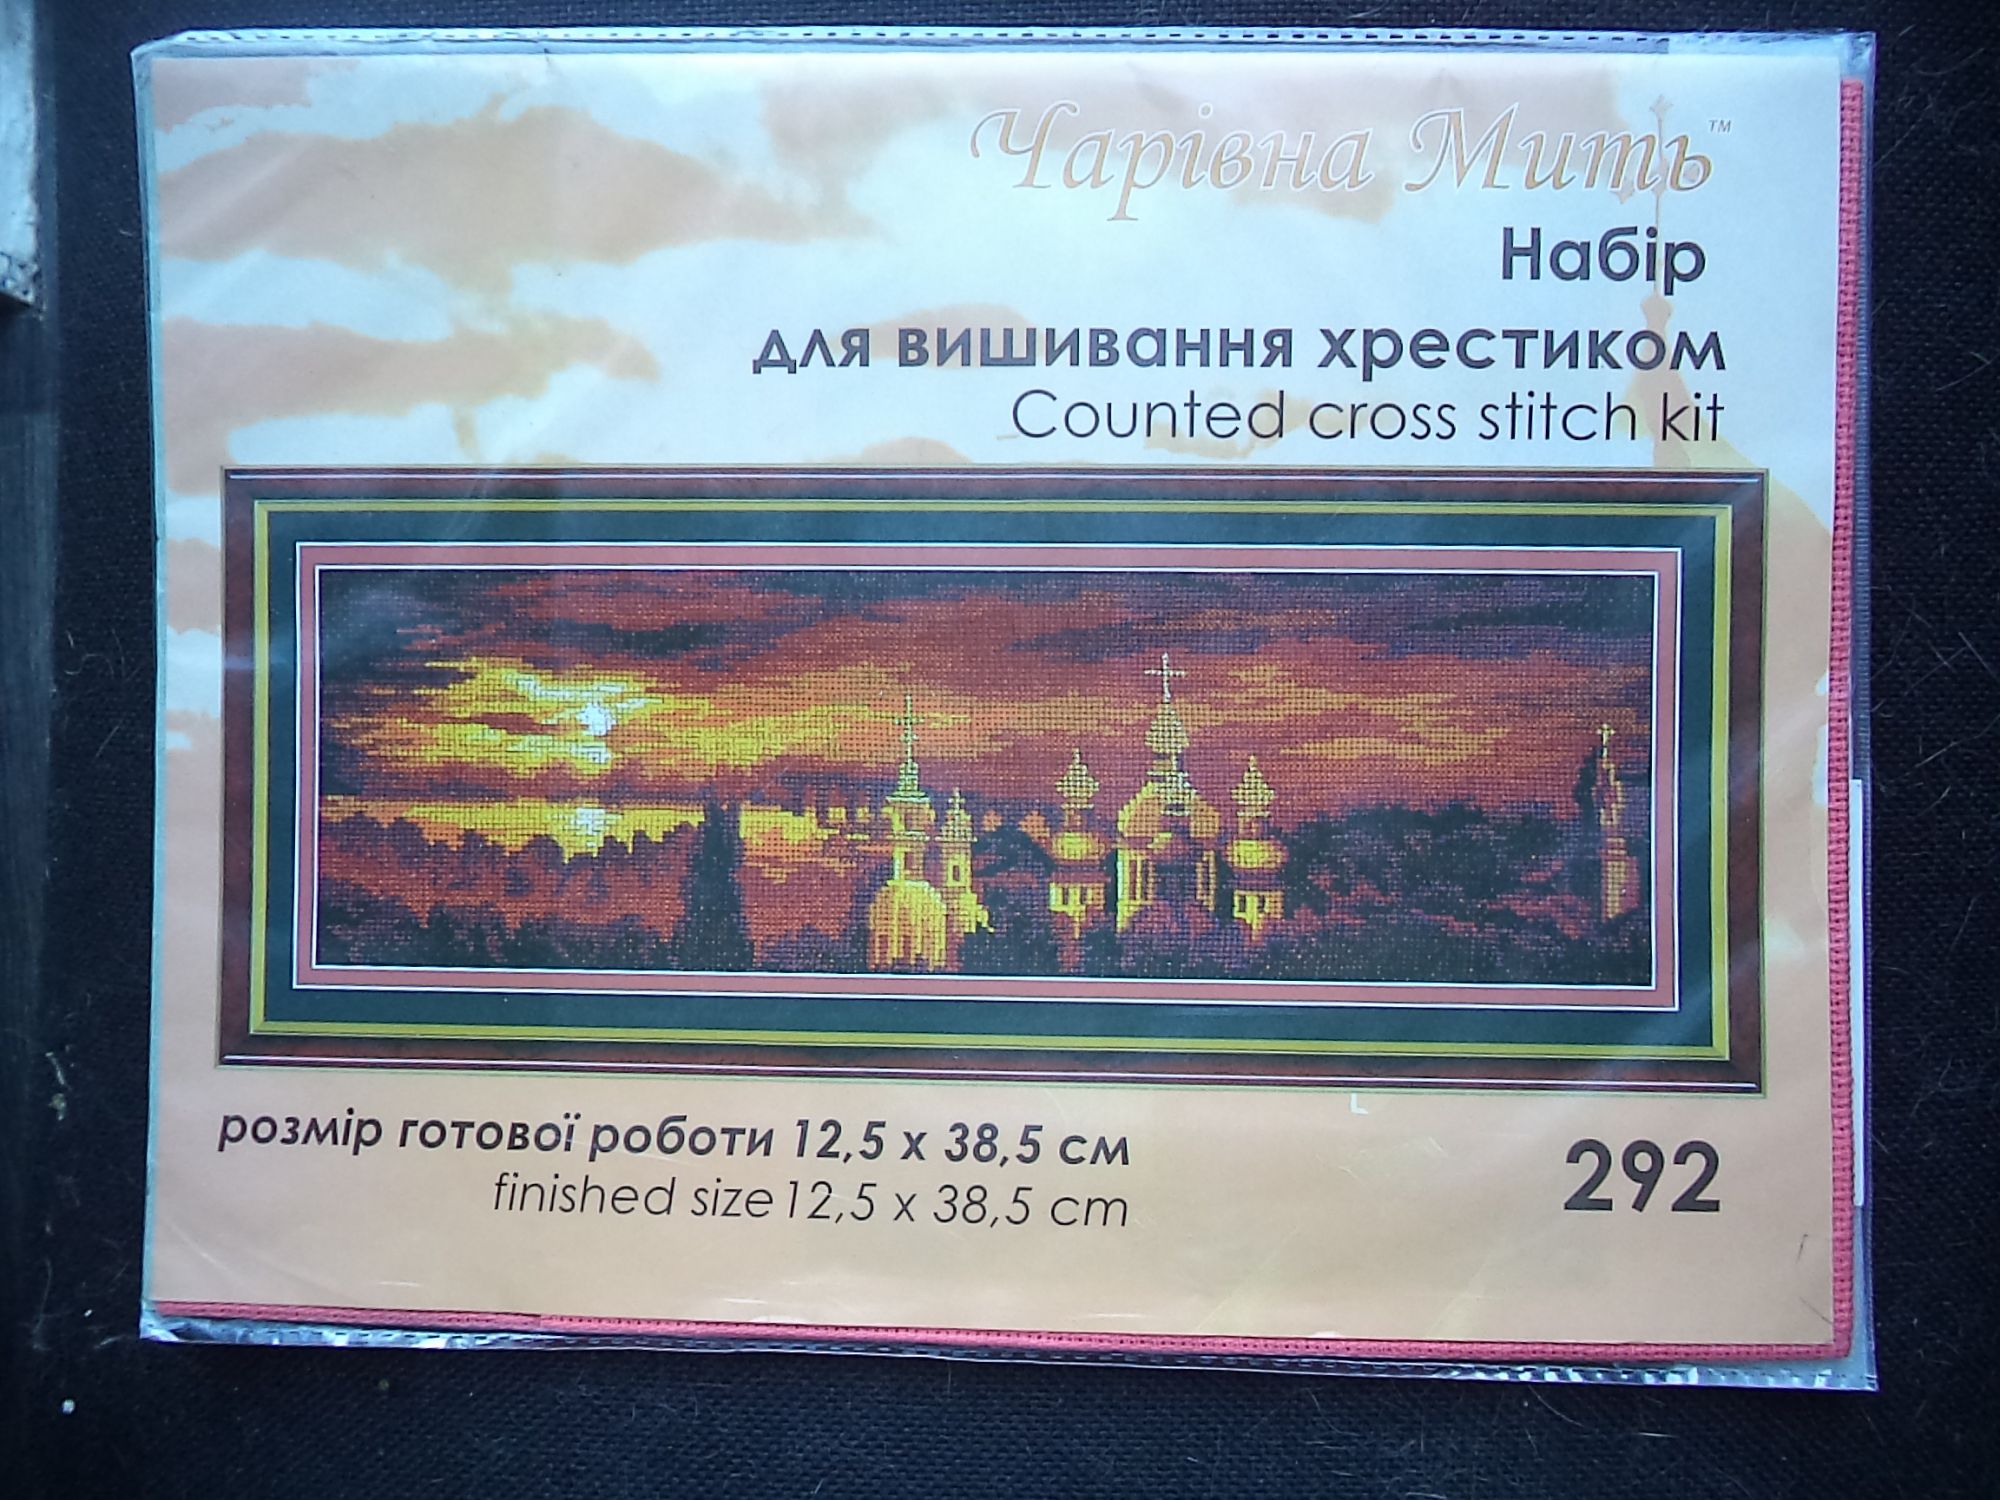 Чарівна Мить™
Набір
для вишивання хрестиком
Counted cross stitch kit
розмір готової роботи 12,5 х 38,5 см
finished size 12,5 x 38,5 cm
292